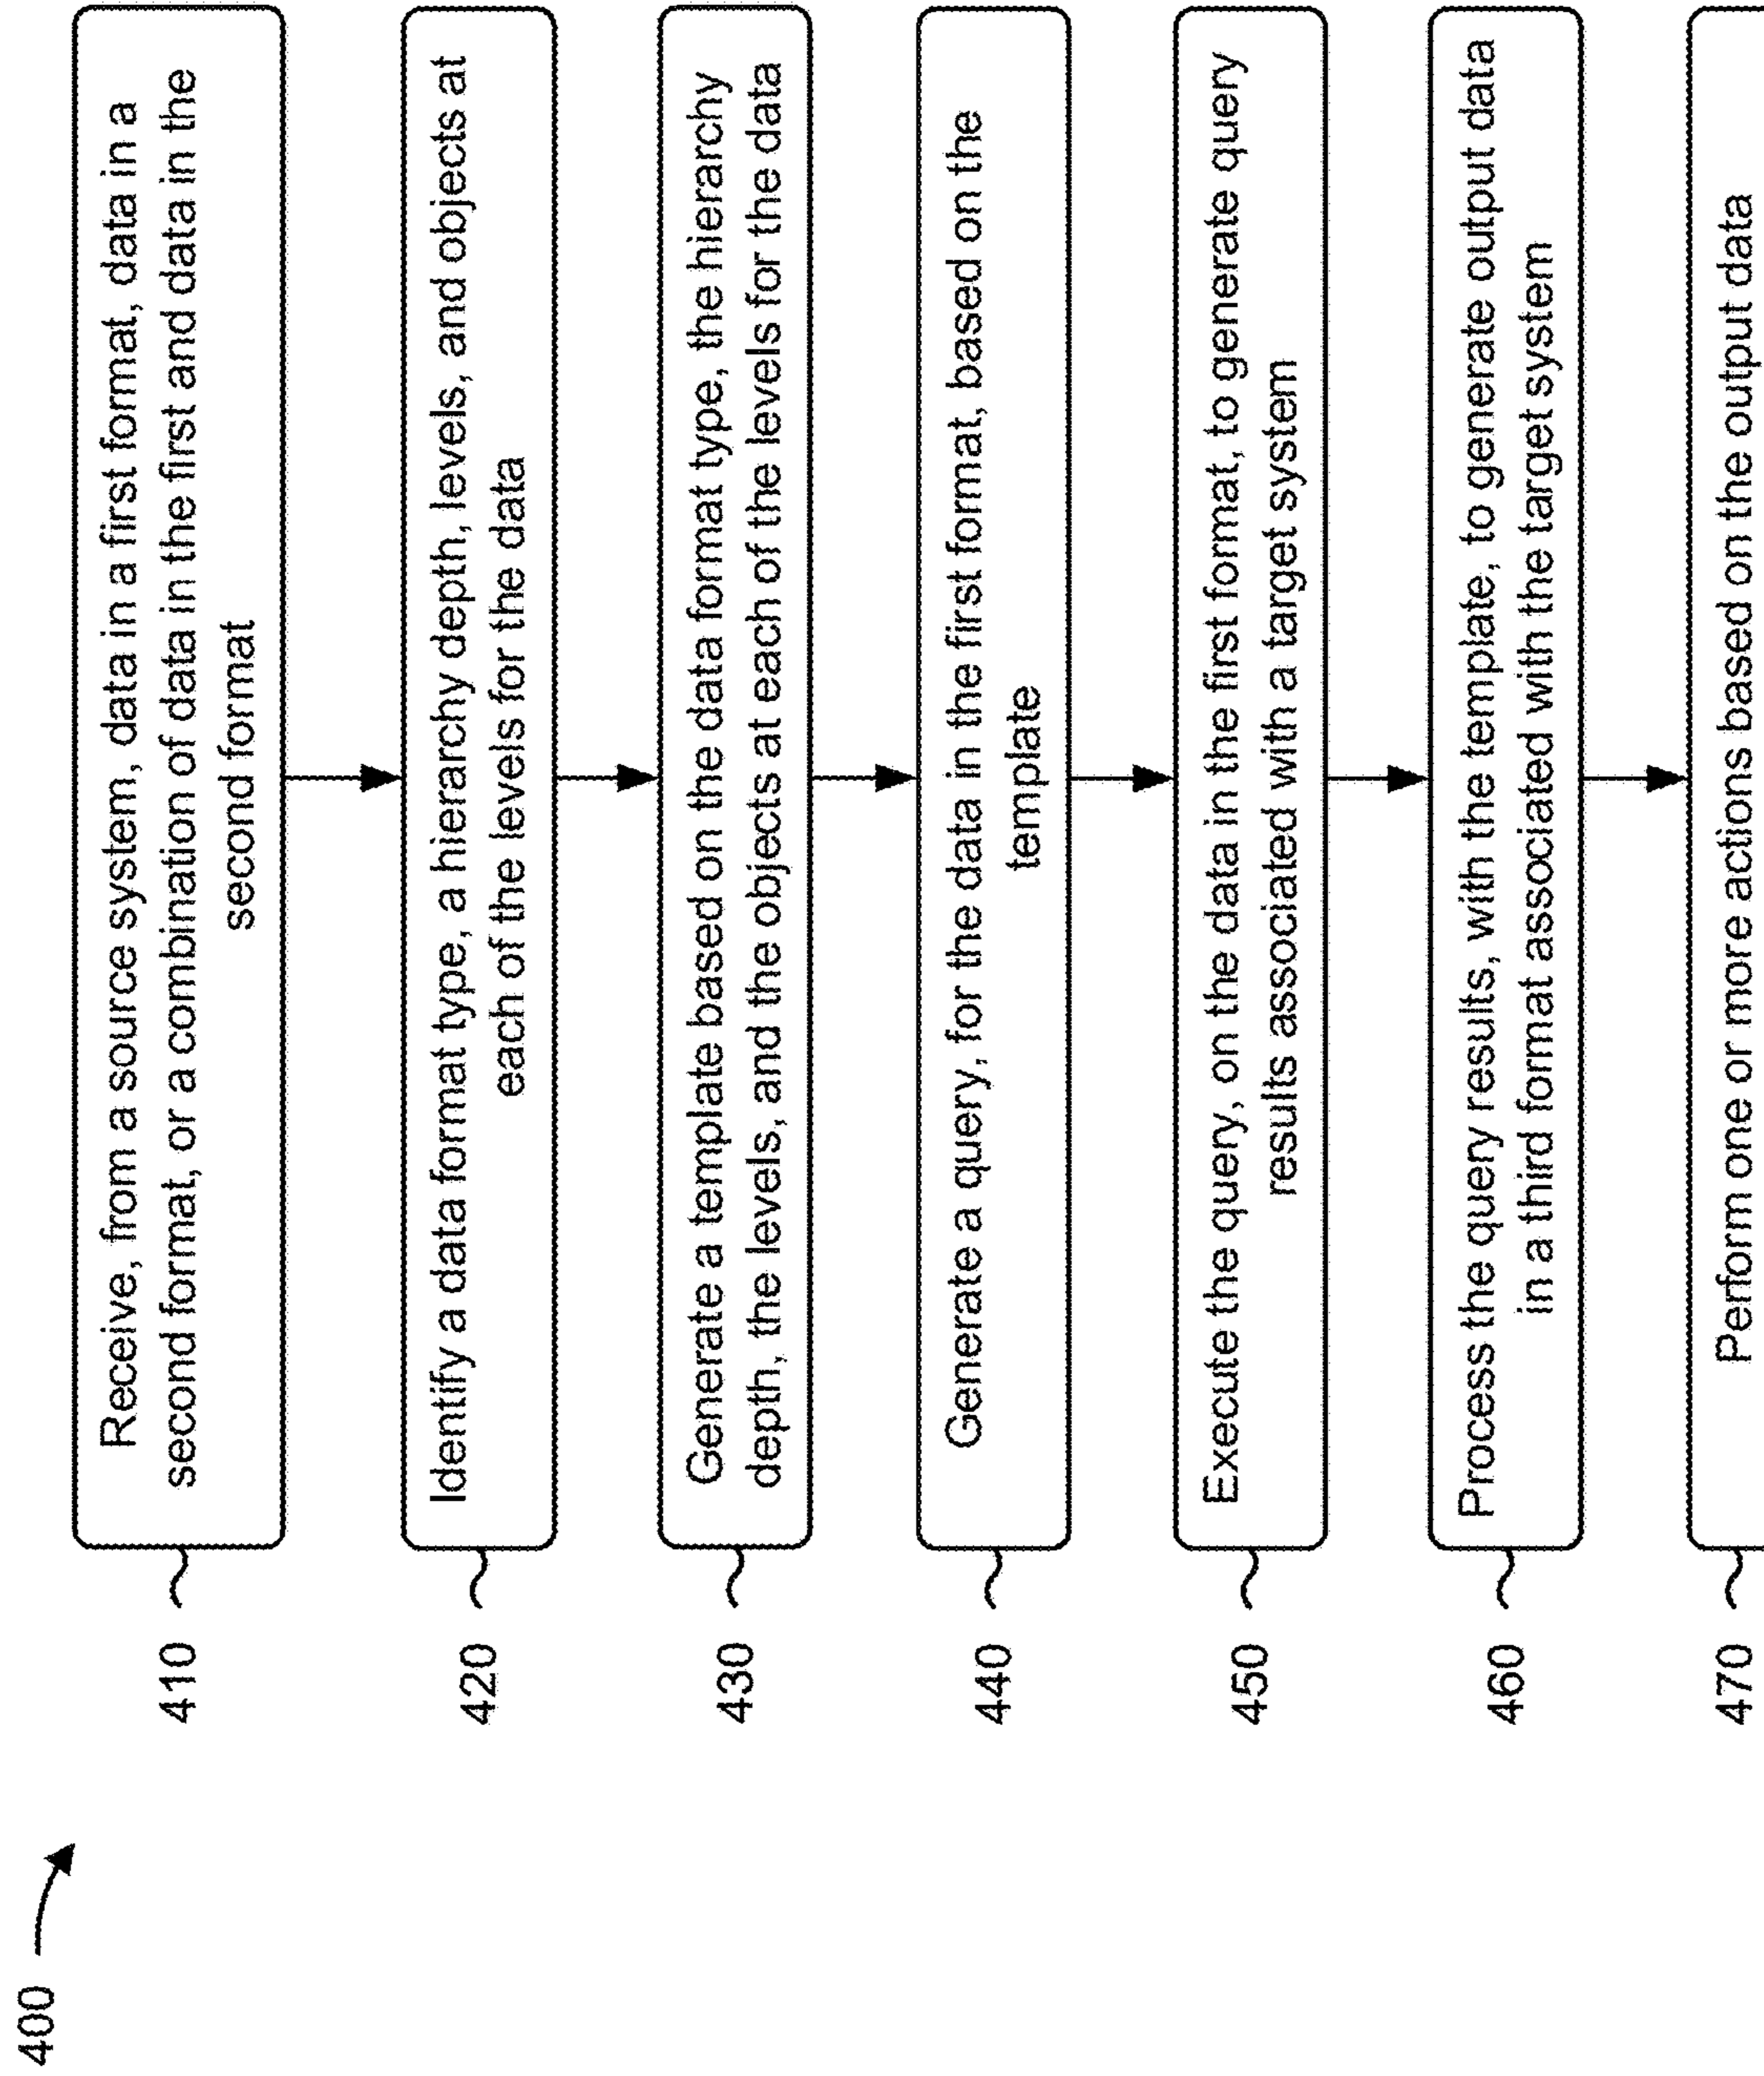 400
410
Receive, from a source system, data in a first format, data in a
second format, or a combination of data in the first and data in the
second format
420
Identify a data format type, a hierarchy depth, levels, and objects at
each of the levels for the data
430
Generate a template based on the data format type, the hierarchy
depth, the levels, and the objects at each of the levels for the data
440
Generate a query, for the data in the first format, based on the
template
450
Execute the query, on the data in the first format, to generate query
results associated with a target system
460
Process the query results, with the template, to generate output data
in a third format associated with the target system
470
Perform one or more actions based on the output data